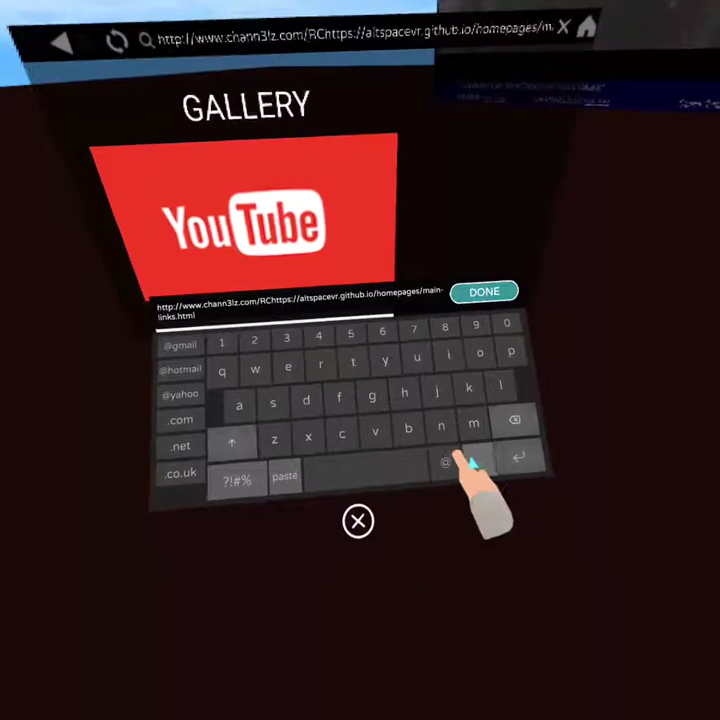 http://www.chann3lz.com/RChttps://altspacevr.github.io/homepages/m
GALLERY
YouTube
http://www.chann3lz.com/RChttps://altspacevr.github.io/homepages/main-
links.html
DONE
@gmail 1 2 3 4 5 6 7 8 9 0
@hotmail q w e r t y u i o p
@yahoo a s d f g h j k l
.com z x c v b n m
.net
.co.uk ?!#% paste @